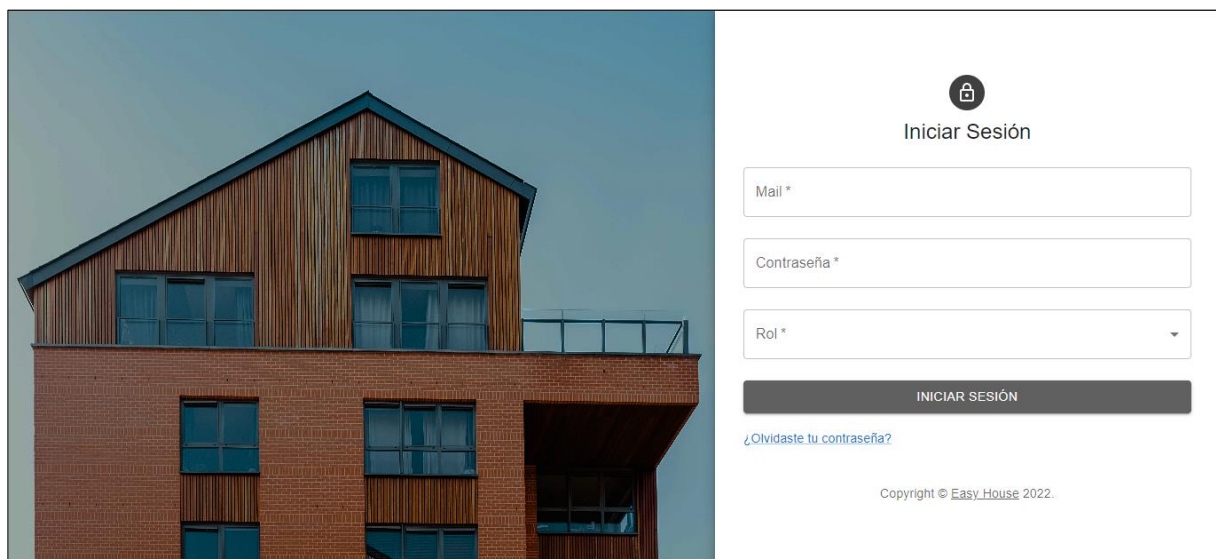 Iniciar Sesión
Mail *
Contraseña *
Rol *
INICIAR SESIÓN
¿Olvidaste tu contraseña?
Copyright © Easy House 2022.